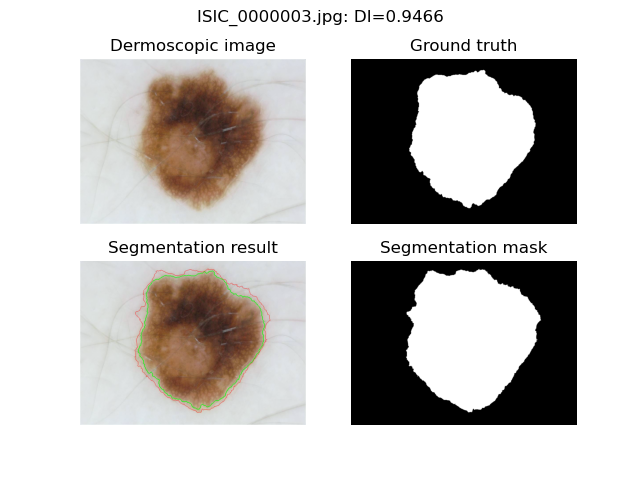 ISIC_0000003.jpg: DI=0.9466
Dermoscopic image
Ground truth
Segmentation result
Segmentation mask